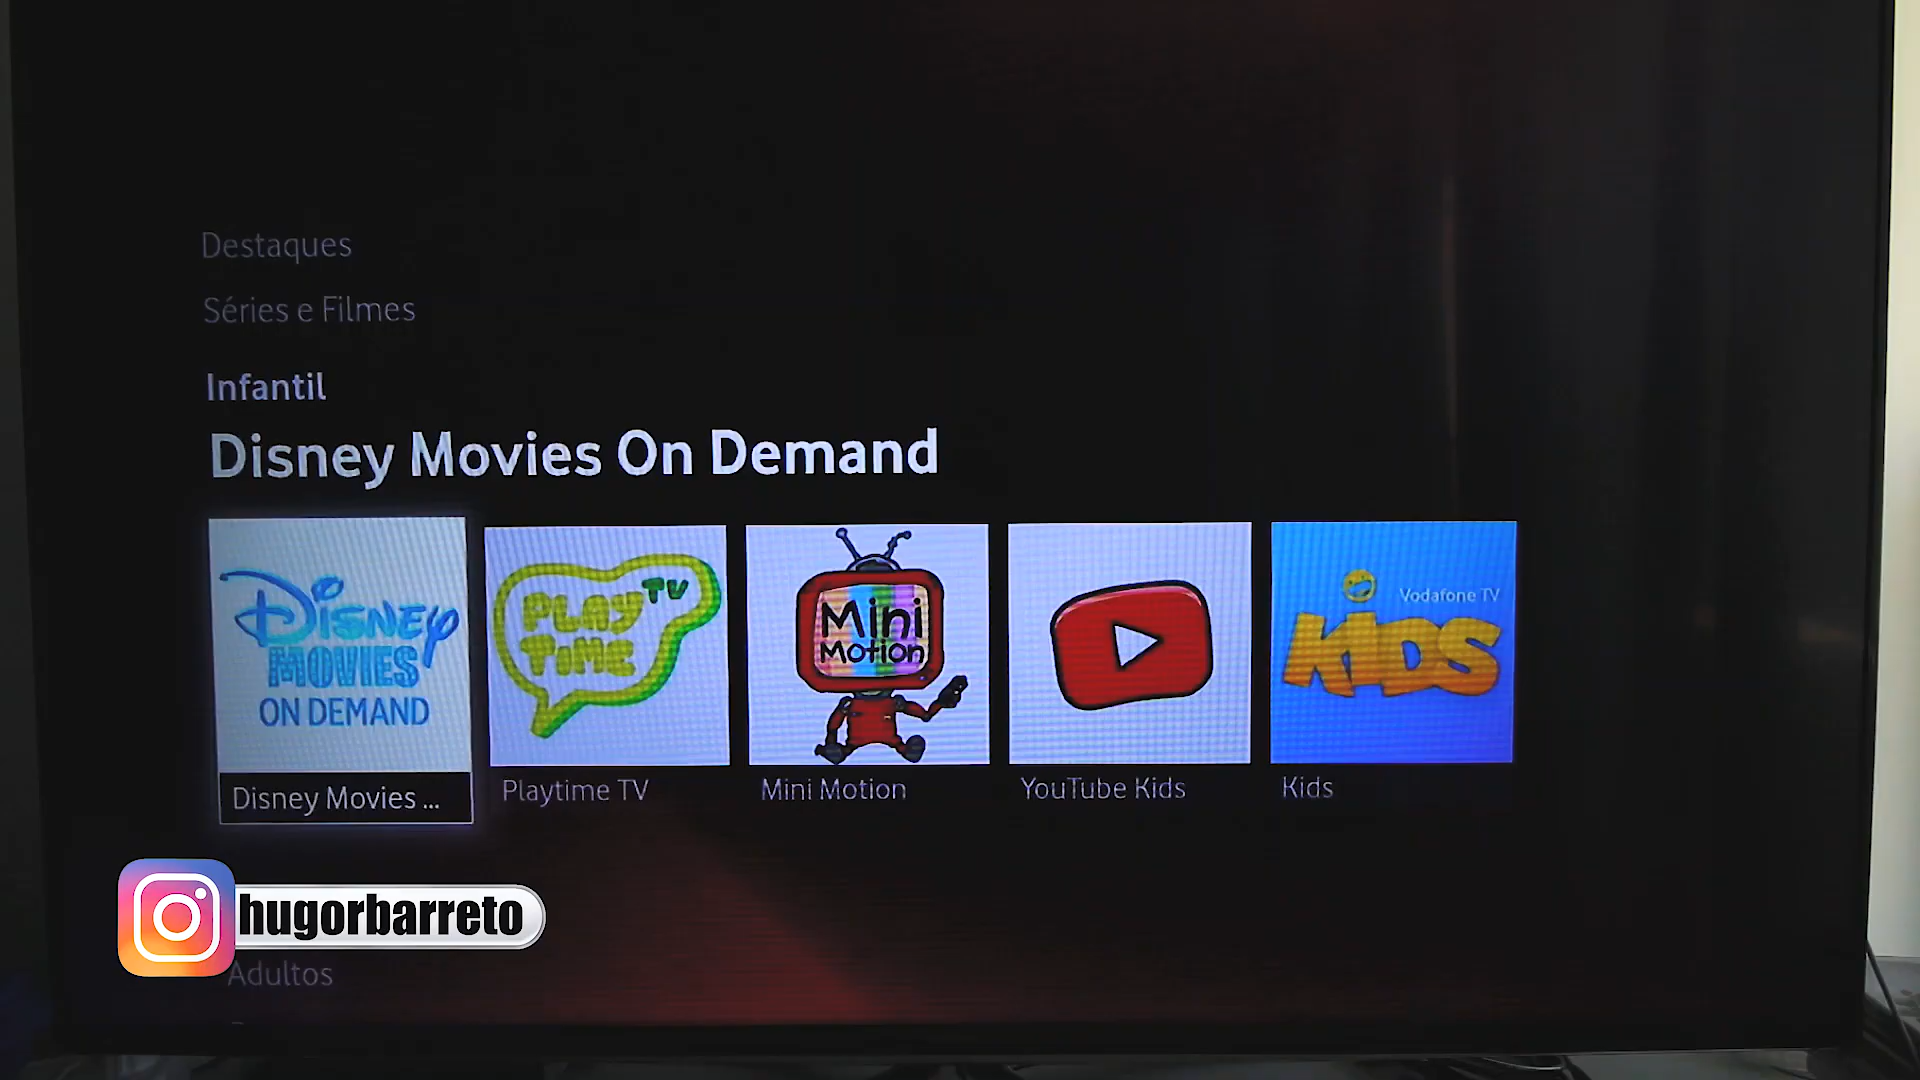 Destaques
Séries e Filmes
Infantil
Disney Movies On Demand
DISNEY
MOVIES
ON DEMAND
PLAY TV
TIME
Mini
Motion
Vodafone TV
KiDS
Disney Movies ...
Playtime TV
Mini Motion
YouTube Kids
Kids
hugorbarreto
Adultos